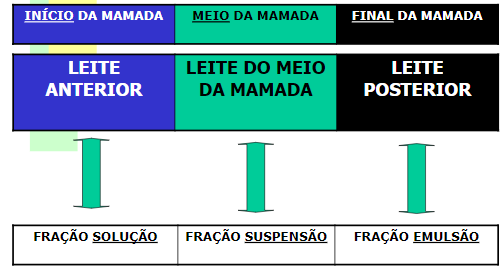 INÍCIO DA MAMADA
MEIO DA MAMADA
FINAL DA MAMADA
LEITE
ANTERIOR
LEITE DO MEIO
DA MAMADA
LEITE
POSTERIOR
FRAÇÃO SOLUÇÃO
FRAÇÃO SUSPENSÃO
FRAÇÃO EMULSÃO